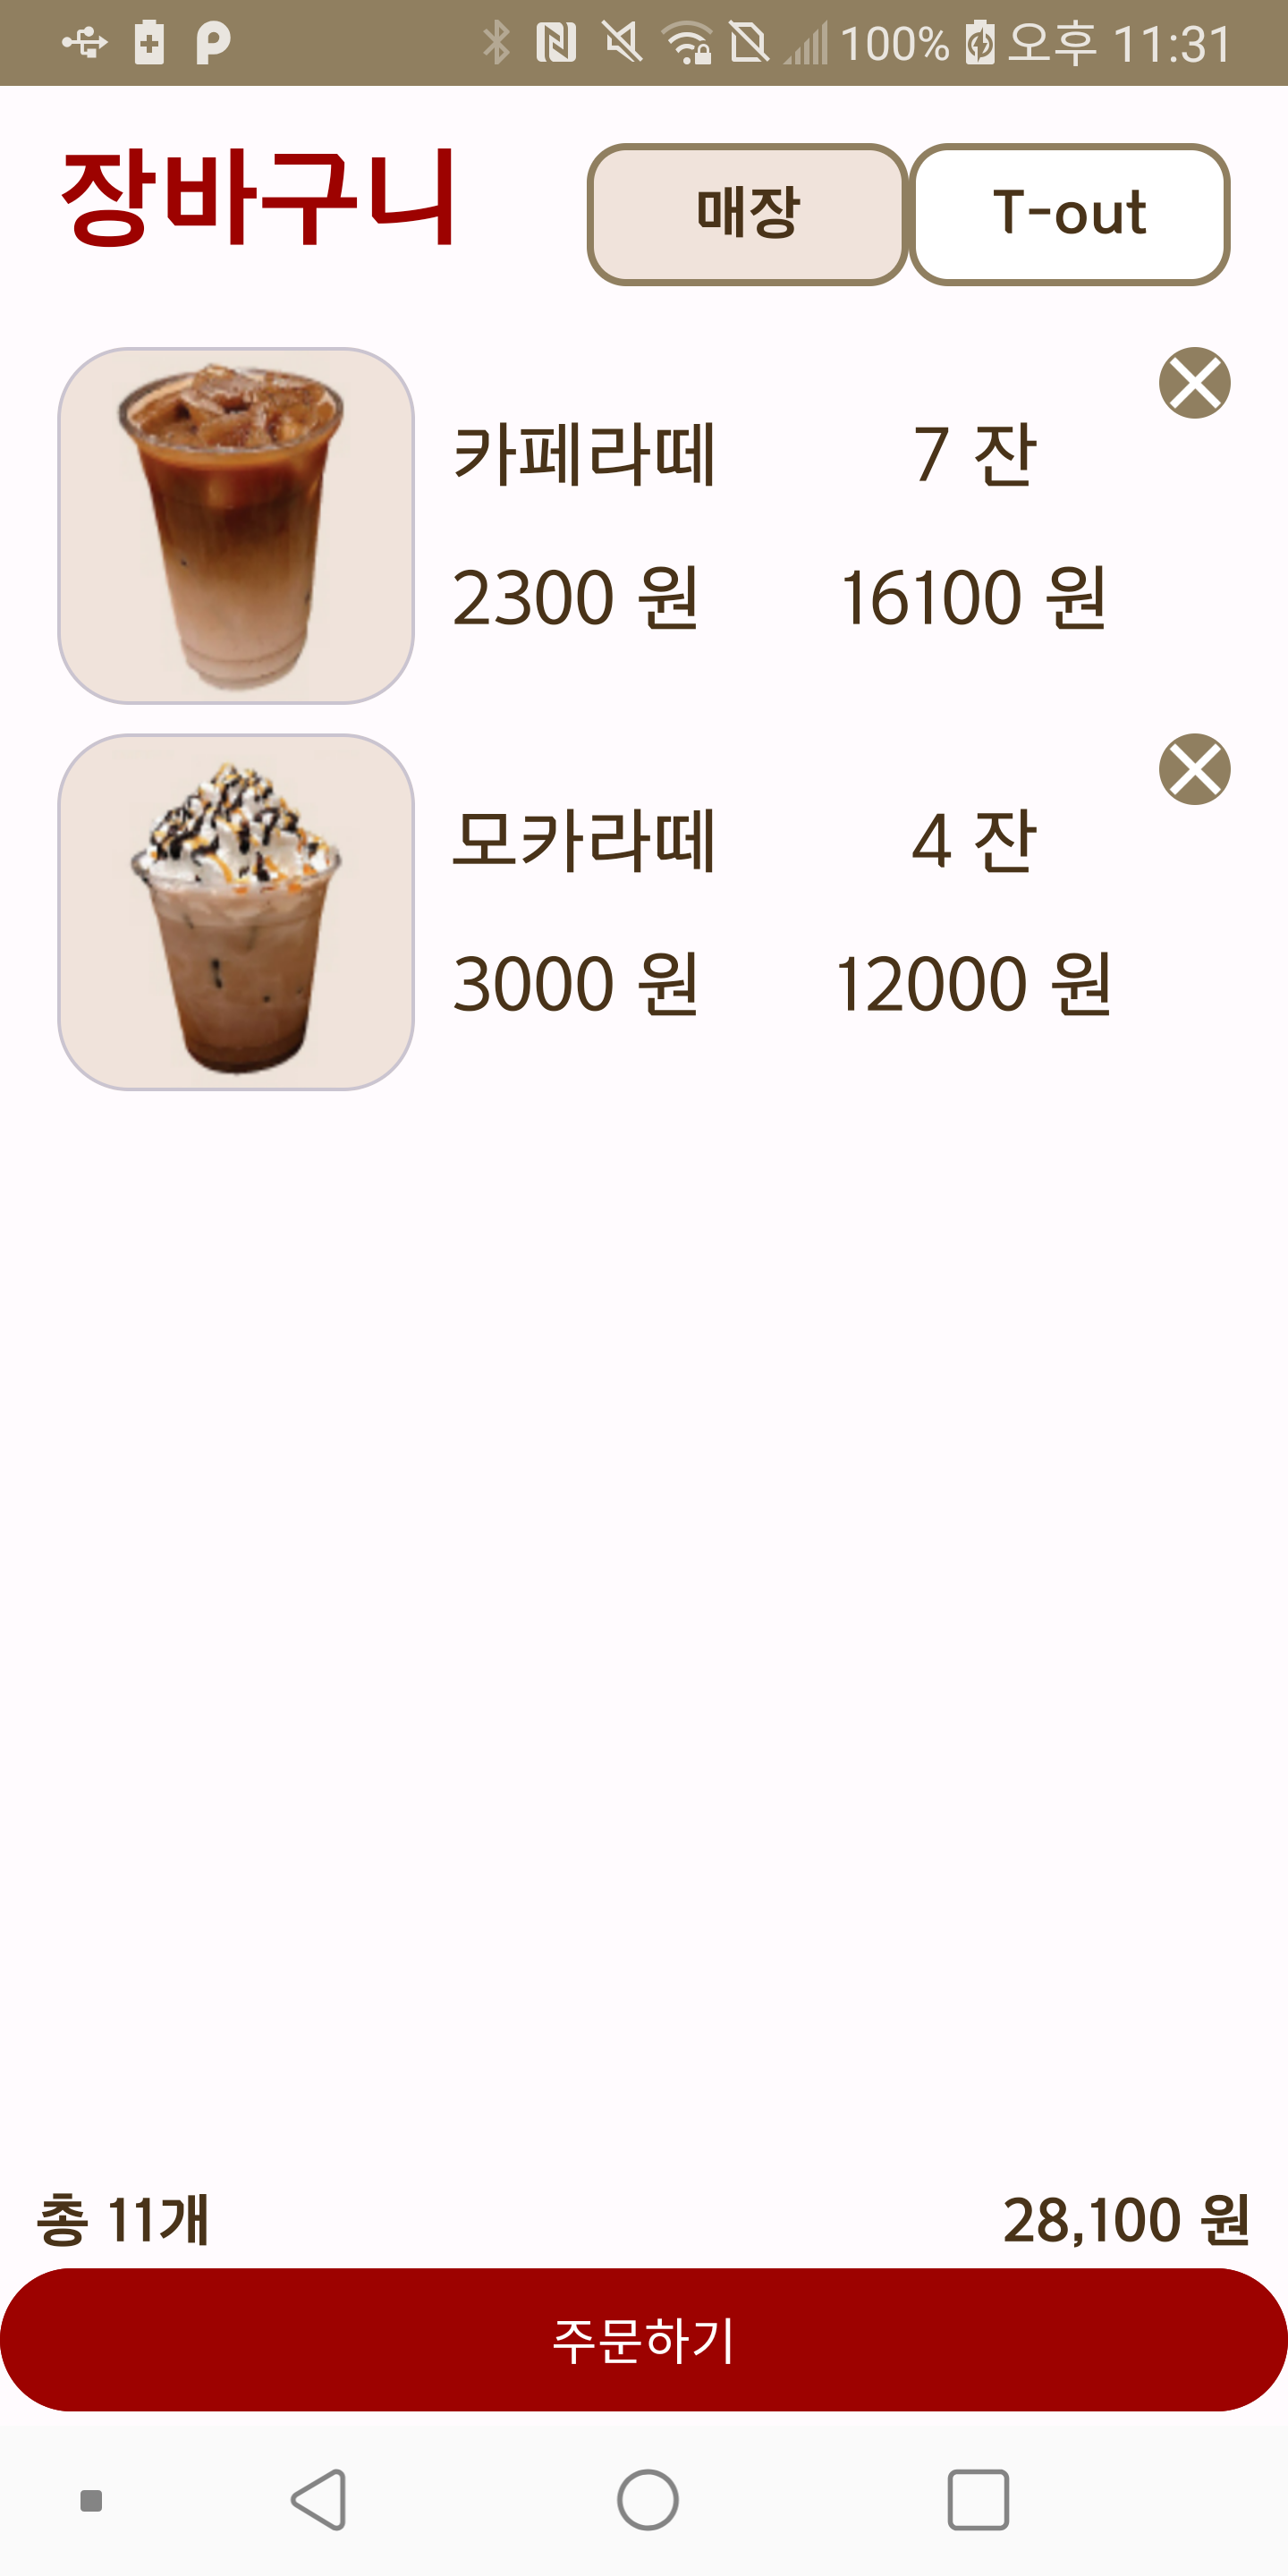 100% 오후 11:31
장바구니 매장 T-out
카페라떼 7 잔
2300 원 16100 원
모카라떼 4 잔
3000 원 12000 원
총 11개 28,100 원
주문하기